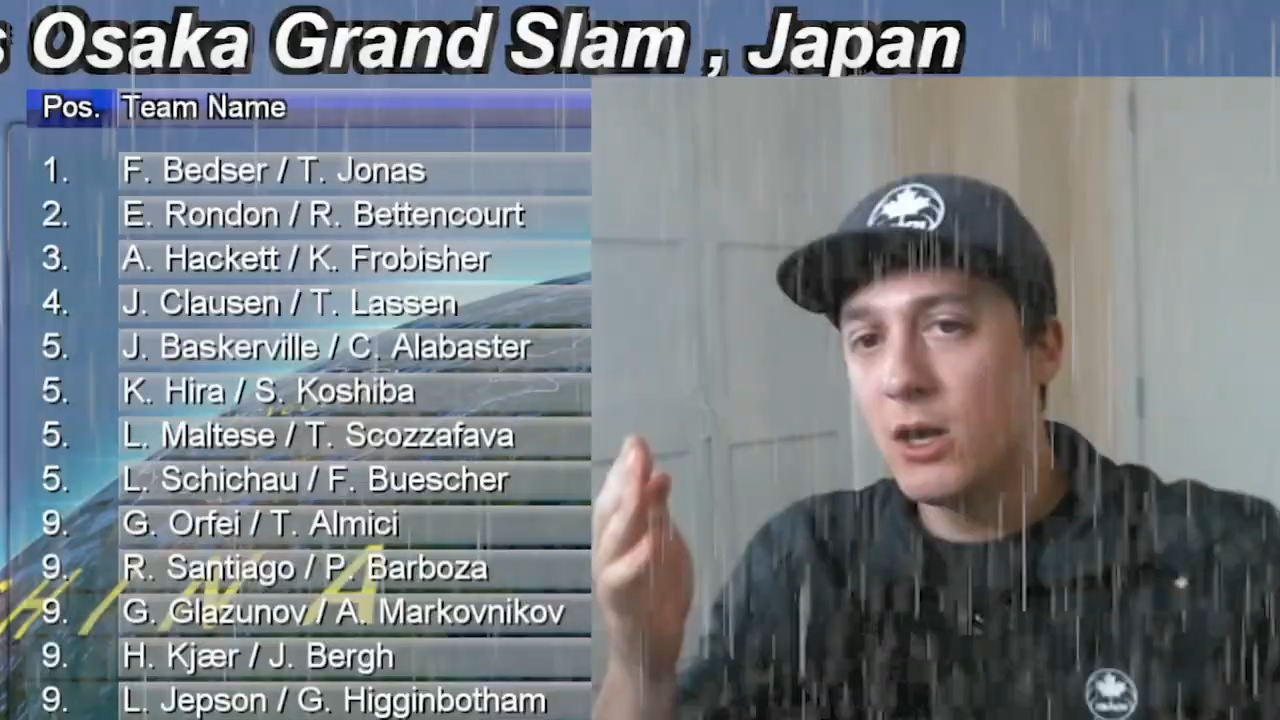 Osaka Grand Slam , Japan
Pos. Team Name
1. F. Bedser / T. Jonas
2. E. Rondon / R. Bettencourt
3. A. Hackett / K. Frobisher
4. J. Clausen / T. Lassen
5. J. Baskerville / C. Alabaster
5. K. Hira / S. Koshiba
5. L. Maltese / T. Scozzafava
5. L. Schichau / F. Buescher
9. G. Orfei / T. Almici
9. R. Santiago / P. Barboza
9. G. Glazunov / A. Markovnikov
9. H. Kjær / J. Bergh
9. L. Jepson / G. Higginbotham